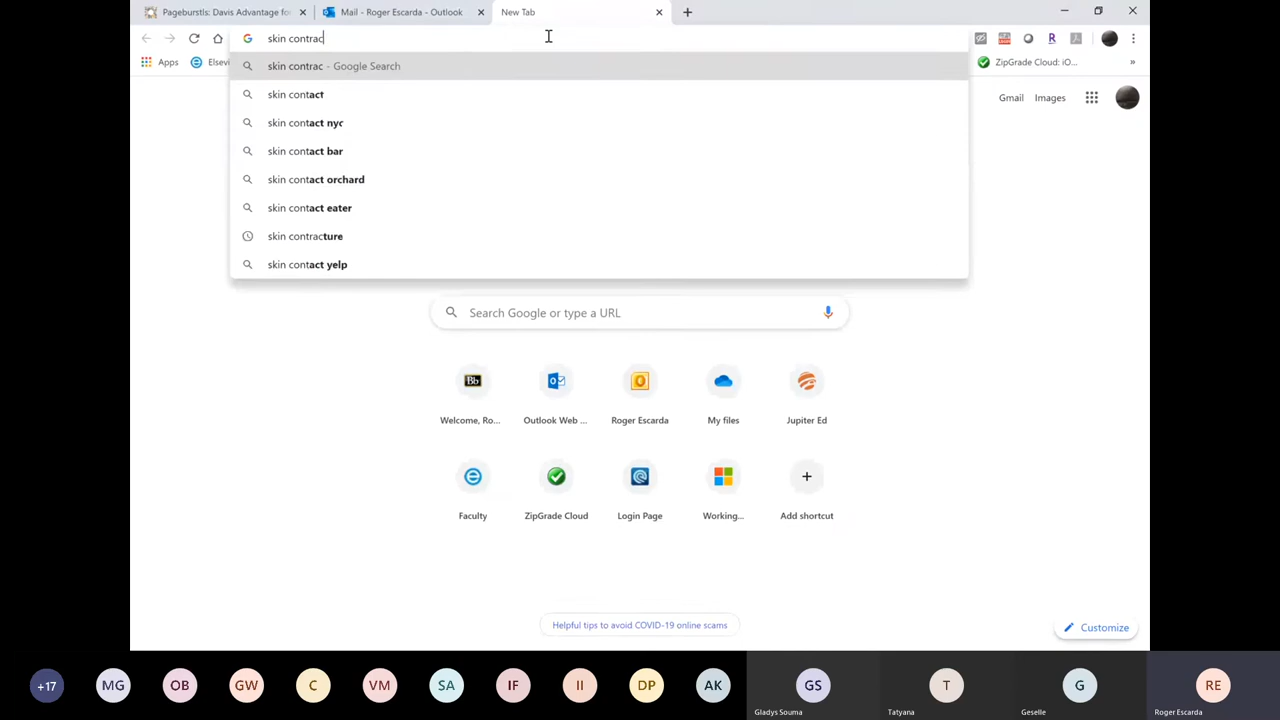 Pageburstls: Davis Advantage fo
Mail - Roger Escarda - Outlook
New Tab
skin contrac
Apps
Elsevi
ZipGrade Cloud: iO...
»
skin contrac - Google Search
skin contact
skin contact nyc
skin contact bar
skin contact orchard
skin contact eater
skin contracture
skin contact yelp
Gmail
Images
Search Google or type a URL
Bb
Welcome, Ro...
Outlook Web ...
Roger Escarda
My files
Jupiter Ed
Faculty
ZipGrade Cloud
Login Page
Working...
Add shortcut
Helpful tips to avoid COVID-19 online scams
Customize
+17
MG
OB
GW
C
VM
SA
IF
II
DP
AK
GS
T
G
RE
Gladys Souma
Tatyana
Geselle
Roger Escarda